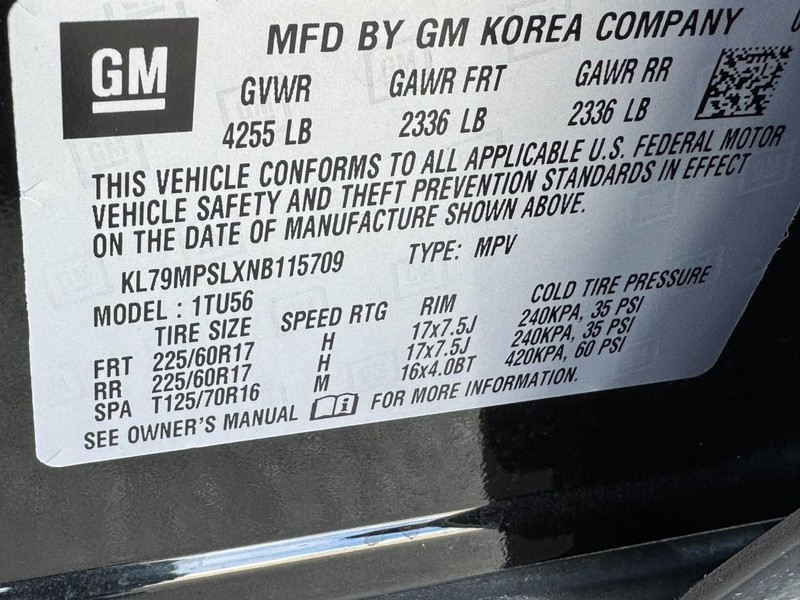 GM MFD BY GM KOREA COMPANY
GVWR GAWR FRT GAWR RR
4255 LB 2336 LB 2336 LB
THIS VEHICLE CONFORMS TO ALL APPLICABLE U.S. FEDERAL MOTOR
VEHICLE SAFETY AND THEFT PREVENTION STANDARDS IN EFFECT
ON THE DATE OF MANUFACTURE SHOWN ABOVE.
KL79MPSLXNB115709 TYPE: MPV
MODEL : 1TU56
TIRE SIZE SPEED RTG RIM COLD TIRE PRESSURE
FRT 225/60R17 H 17x7.5J 240KPA, 35 PSI
RR 225/60R17 H 17x7.5J 240KPA, 35 PSI
SPA T125/70R16 M 16x4.0BT 420KPA, 60 PSI
SEE OWNER'S MANUAL FOR MORE INFORMATION.